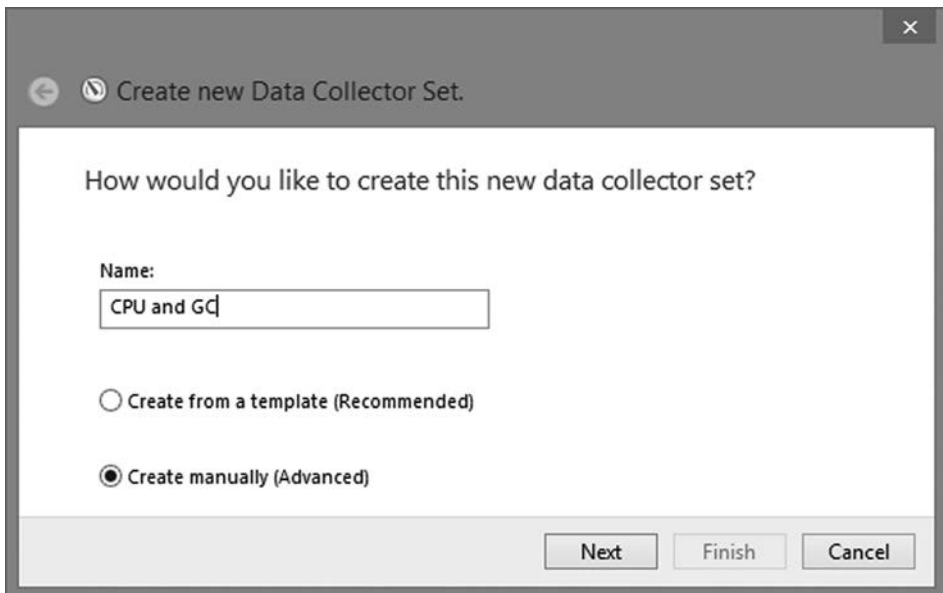 Create new Data Collector Set.
How would you like to create this new data collector set?
Name:
CPU and GC
Create from a template (Recommended)
Create manually (Advanced)
Next Finish Cancel